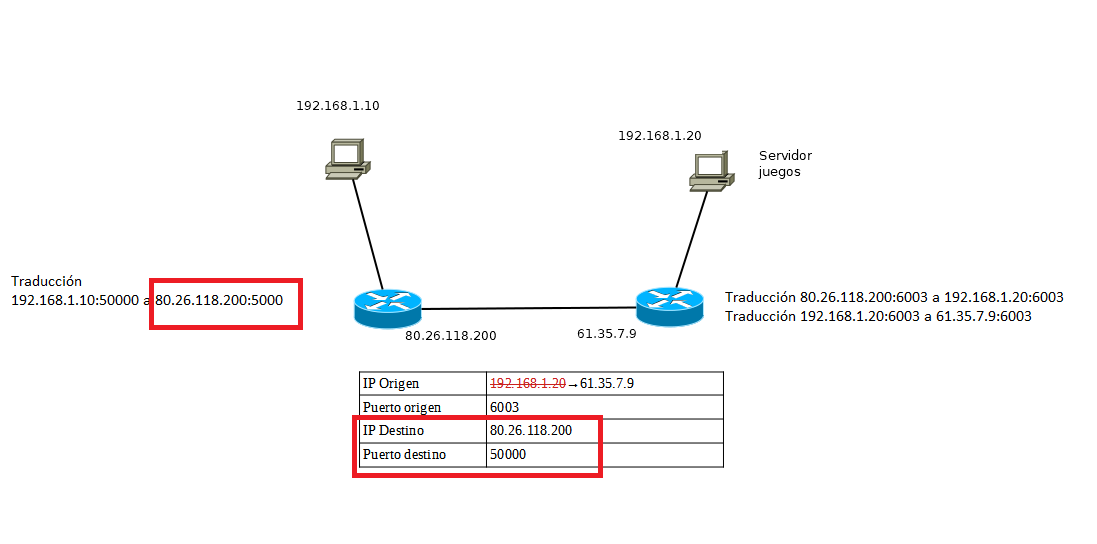 192.168.1.10
192.168.1.20
Servidor
juegos
Traducción
192.168.1.10:50000 a 80.26.118.200:5000
Traducción 80.26.118.200:6003 a 192.168.1.20:6003
Traducción 192.168.1.20:6003 a 61.35.7.9:6003
80.26.118.200
61.35.7.9
IP Origen 192.168.1.20→61.35.7.9
Puerto origen 6003
IP Destino 80.26.118.200
Puerto destino 50000